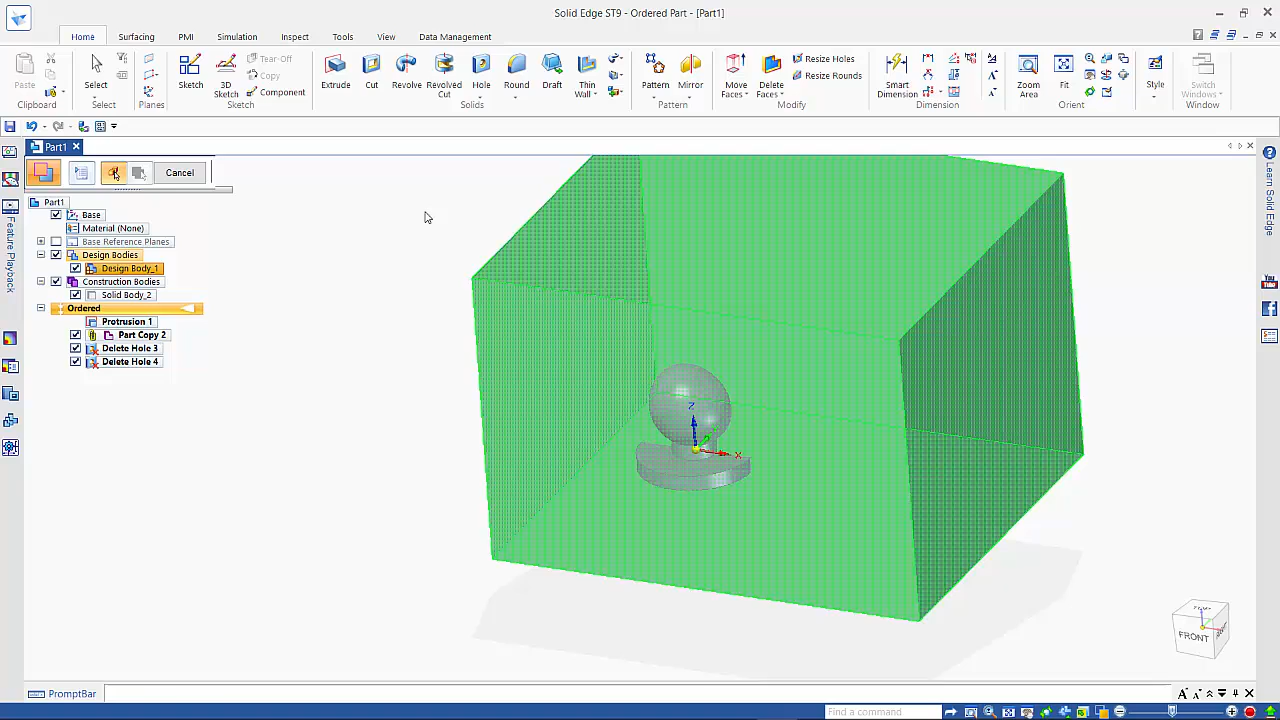 Solid Edge ST9 - Ordered Part - [Part1]
Home
Surfacing
PMI
Simulation
Inspect
Tools
View
Data Management
Paste
Clipboard
Select
Select
Planes
Sketch
3D
Sketch
Tear-Off
Copy
Component
Sketch
Extrude
Cut
Revolve
Revolved
Cut
Hole
Round
Draft
Thin
Wall
Solids
Pattern
Mirror
Pattern
Move
Faces
Delete
Faces
Resize Holes
Resize Rounds
Modify
Smart
Dimension
Dimension
Zoom
Area
Fit
Orient
Style
Switch
Windows
Window
Part1
Cancel
Part1
Base
Material (None)
Base Reference Planes
Design Bodies
Design Body_1
Construction Bodies
Solid Body_2
Ordered
Protrusion 1
Part Copy 2
Delete Hole 3
Delete Hole 4
Feature Playback
Learn Solid Edge
You
Tube
Z
X
TOP
FRONT
PromptBar
Find a command